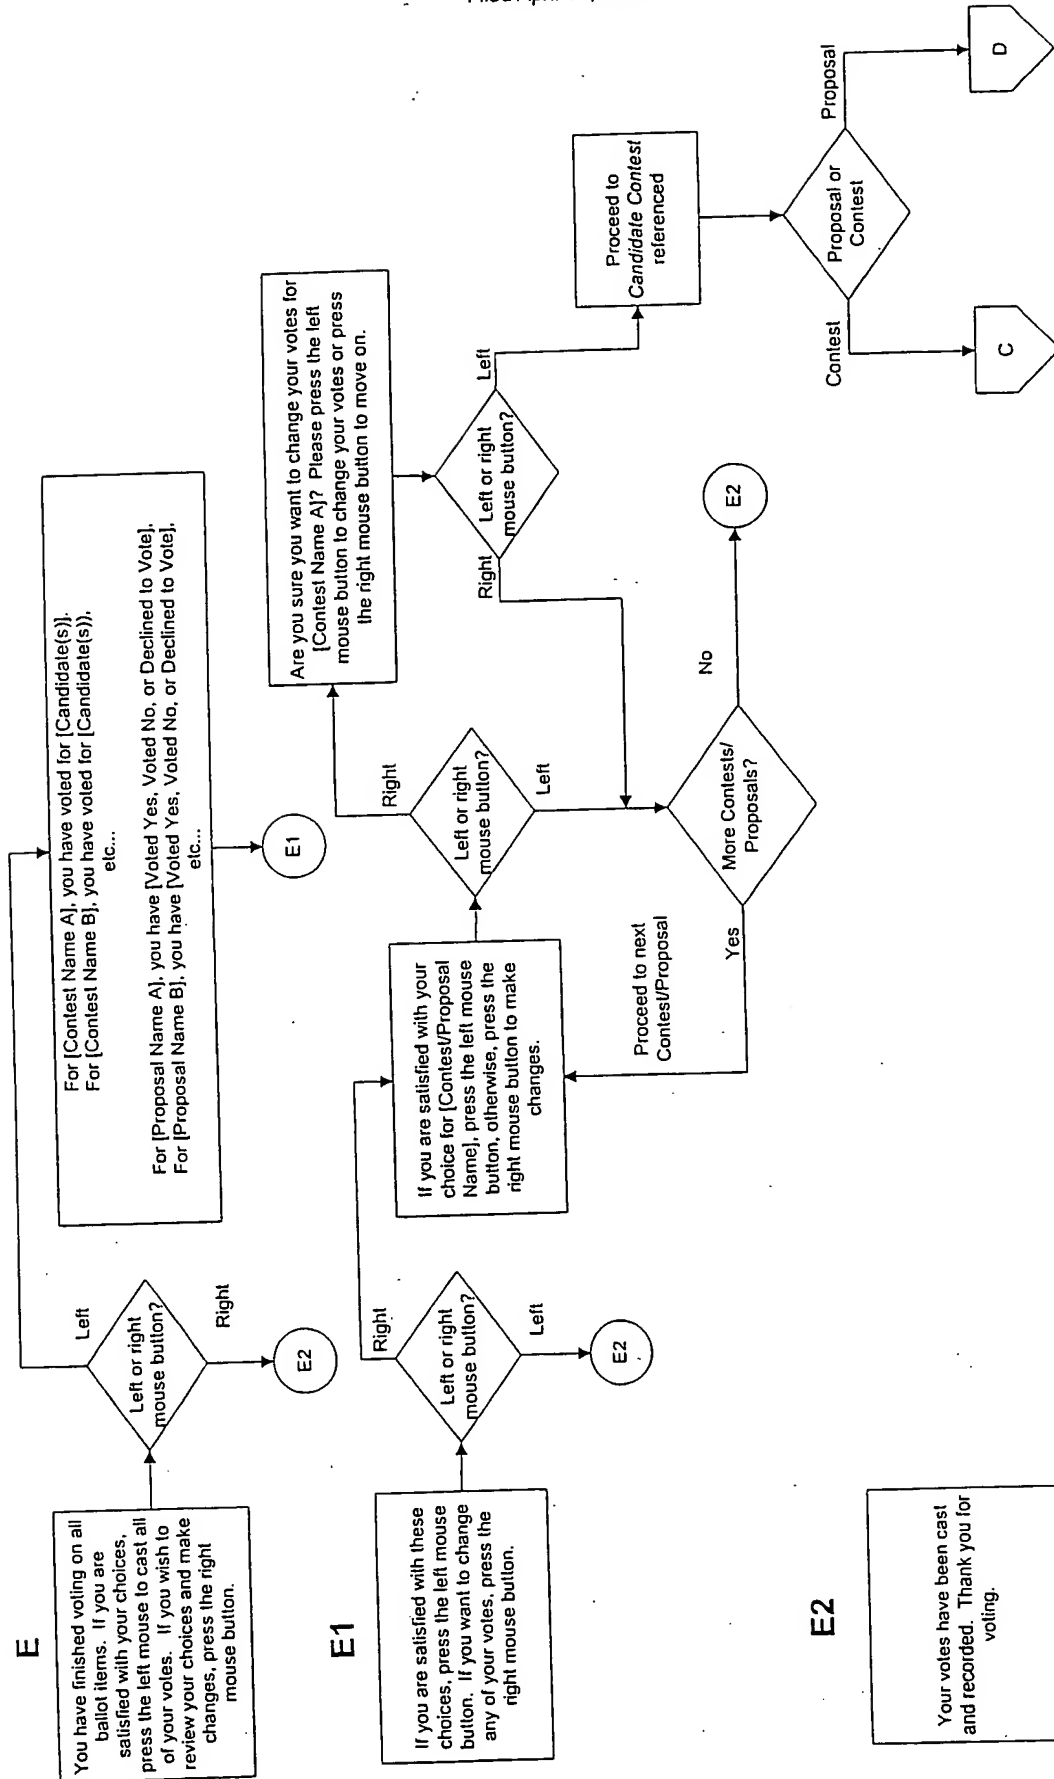 E
You have finished voting on all
ballot items. If you are
satisfied with your choices,
press the left mouse to cast all
of your voles. If you wish to
review your choices and make
changes, press the right
mouse button.
Left or right
mouse button?
Left
Right
E2
For [Contest Name A], you have voted for [Candidate(s)].
For [Contest Name B], you have voted for [Candidate(s)),
etc...
For [Proposal Name A], you have [Voted Yes, Voted No, or Declined to Vote],
For [Proposal Name B], you have [Voted Yes, Voted No, or Declined to Vote],
etc...
E1
E1
If you are satisfied with these
choices, press the left mouse
button. If you want to change
any of your votes, press the
right mouse button.
Left or right
mouse button?
Right
Left
E2
If you are satisfied with your
choice for [Contest/Proposal
Name], press the left mouse
button, otherwise, press the
right mouse button to make
changes.
Left or right
mouse button?
Right
Left
Are you sure you want to change your votes for
[Contest Name A]? Please press the left
mouse button to change your votes or press
the right mouse button to move on.
Left or right
mouse button?
Right
Left
Proceed to
Candidate Contest
referenced
Proposal or
Contest
Contest
Proposal
C
D
More Contests/
Proposals?
Yes
No
Proceed to next
Contest/Proposal
E2
E2
Your votes have been cast
and recorded. Thank you for
voting.